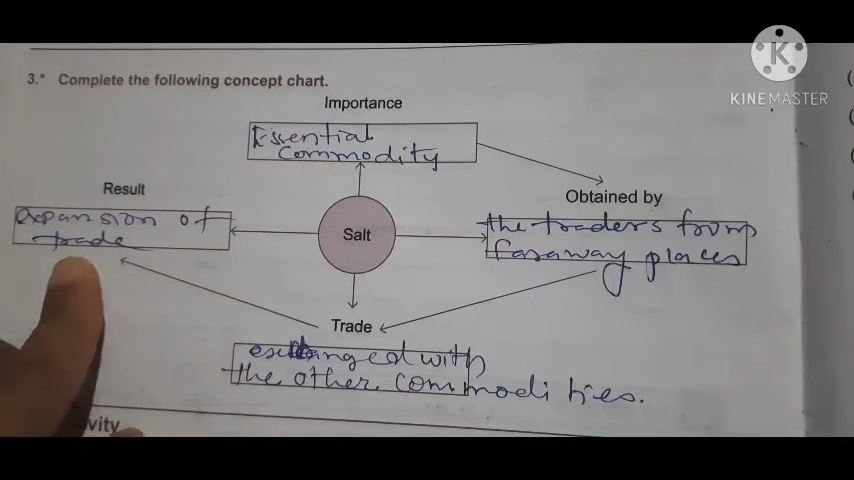 K
KINEMASTER
3.* Complete the following concept chart.
Importance
Essential
commodity
Result
expansion of
trade
Obtained by
the traders from
faraway places
Salt
Trade
exchanged with
the other commodities.
vity